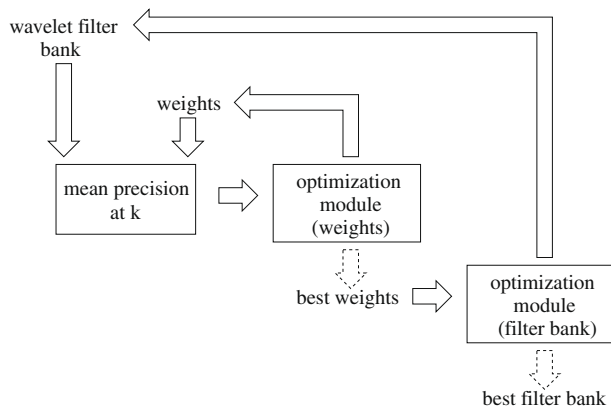 wavelet filter
bank
weights
mean precision
at k
optimization
module
(weights)
best weights
optimization
module
(filter bank)
best filter bank